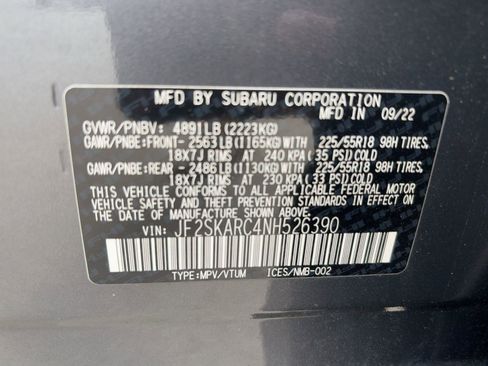 MFD BY SUBARU CORPORATION
MFD IN 09/22
GVWR/PNBV: 4891LB(2223KG)
GAWR/PNBE:FRONT- 2563LB(1165KG)WITH 225/55R18 98H TIRES,
18X7J RIMS AT 240 KPA(35 PSI)COLD
GAWR/PNBE:REAR - 2486LB(1130KG)WITH 225/55R18 98H TIRES,
18X7J RIMS AT 230 KPA(33 PSI)COLD
THIS VEHICLE CONFORMS TO ALL APPLICABLE FEDERAL MOTOR
VEHICLE SAFETY AND THEFT PREVENTION STANDARDS IN EFFECT
ON THE DATE OF MANUFACTURE SHOWN ABOVE.
VIN: JF2SKARC4NH526390
TYPE:MPV/VTUM ICES/NMB-002